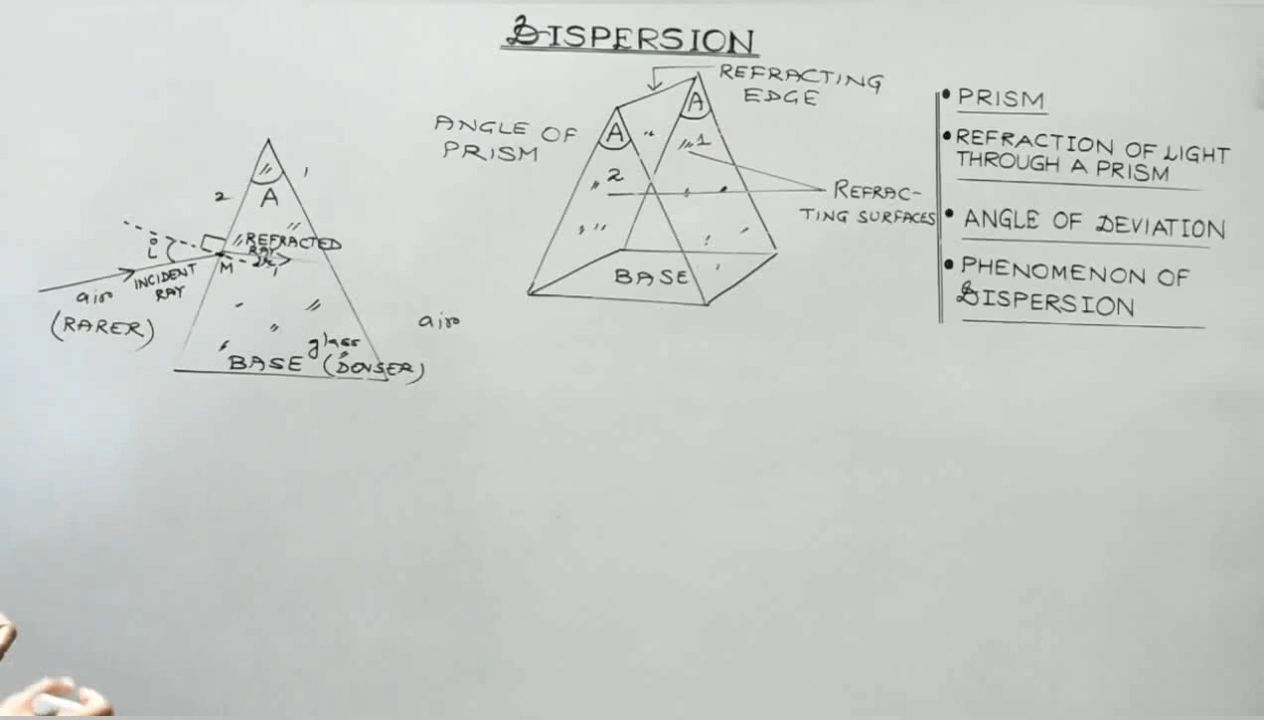 DISPERSION
REFRACTING
EDGE
ANGLE OF
PRISM
A
A
1
2
REFRAC-
TING SURFACES
BASE
• PRISM
• REFRACTION OF LIGHT
THROUGH A PRISM
• ANGLE OF DEVIATION
• PHENOMENON OF
DISPERSION
1
2
A
i
REFRACTED
RAY
M
INCIDENT
RAY
air
(RARER)
air
glass
BASE (DENSER)